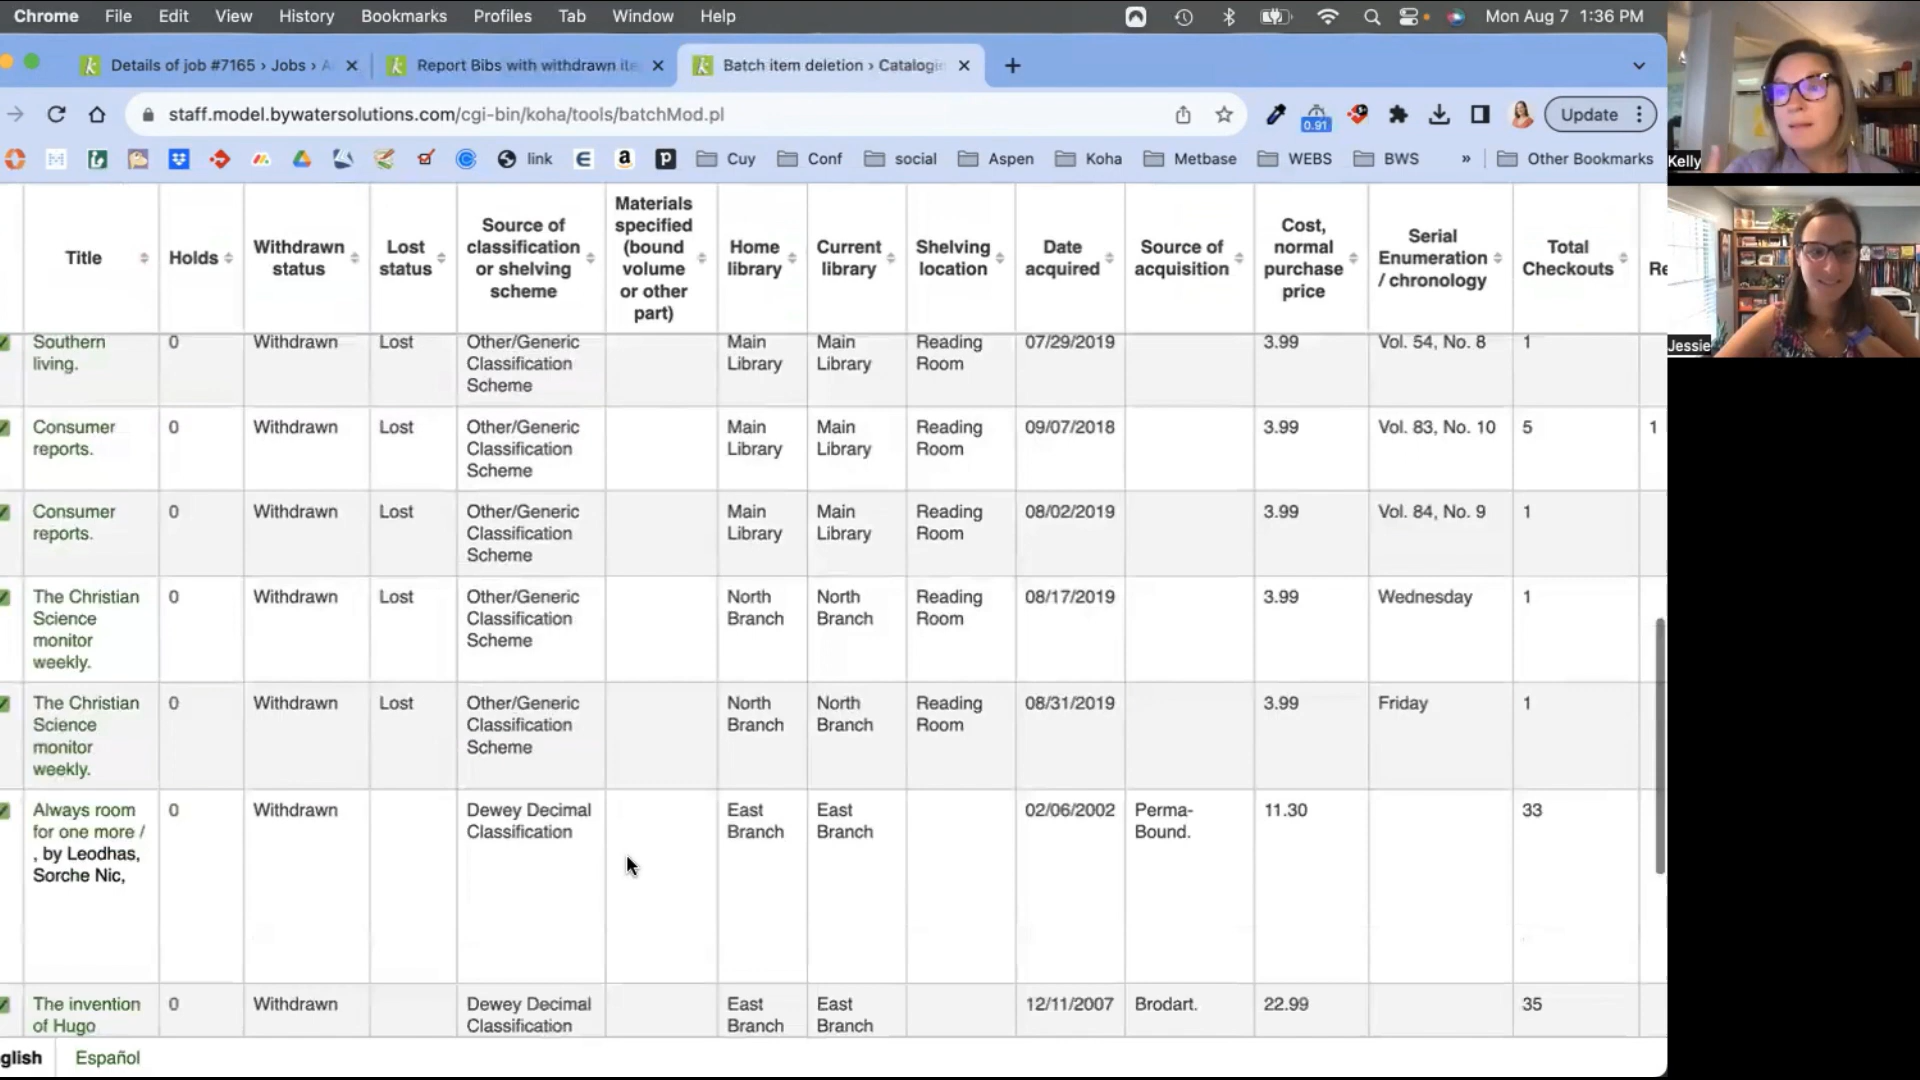 Chrome File Edit View History Bookmarks Profiles Tab Window Help Mon Aug 7 1:36 PM
Details of job #7165 › Jobs › A
Report Bibs with withdrawn ite
Batch item deletion › Catalogi
staff.model.bywatersolutions.com/cgi-bin/koha/tools/batchMod.pl
0.91
Update
link Cuy Conf social Aspen Koha Metbase WEBS BWS » Other Bookmarks
Kelly
Jessie
Title
Holds
Withdrawn
status
Lost
status
Source of
classification
or shelving
scheme
Materials
specified
(bound
volume
or other
part)
Home
library
Current
library
Shelving
location
Date
acquired
Source of
acquisition
Cost,
normal
purchase
price
Serial
Enumeration
/ chronology
Total
Checkouts
Re
Southern
living.
0
Withdrawn
Lost
Other/Generic
Classification
Scheme
Main
Library
Main
Library
Reading
Room
07/29/2019
3.99
Vol. 54, No. 8
1
Consumer
reports.
0
Withdrawn
Lost
Other/Generic
Classification
Scheme
Main
Library
Main
Library
Reading
Room
09/07/2018
3.99
Vol. 83, No. 10
5
1
Consumer
reports.
0
Withdrawn
Lost
Other/Generic
Classification
Scheme
Main
Library
Main
Library
Reading
Room
08/02/2019
3.99
Vol. 84, No. 9
1
The Christian
Science
monitor
weekly.
0
Withdrawn
Lost
Other/Generic
Classification
Scheme
North
Branch
North
Branch
Reading
Room
08/17/2019
3.99
Wednesday
1
The Christian
Science
monitor
weekly.
0
Withdrawn
Lost
Other/Generic
Classification
Scheme
North
Branch
North
Branch
Reading
Room
08/31/2019
3.99
Friday
1
Always room
for one more /
, by Leodhas,
Sorche Nic,
0
Withdrawn
Dewey Decimal
Classification
East
Branch
East
Branch
02/06/2002
Perma-
Bound.
11.30
33
The invention
of Hugo
0
Withdrawn
Dewey Decimal
Classification
East
Branch
East
Branch
12/11/2007
Brodart.
22.99
35
glish
Español